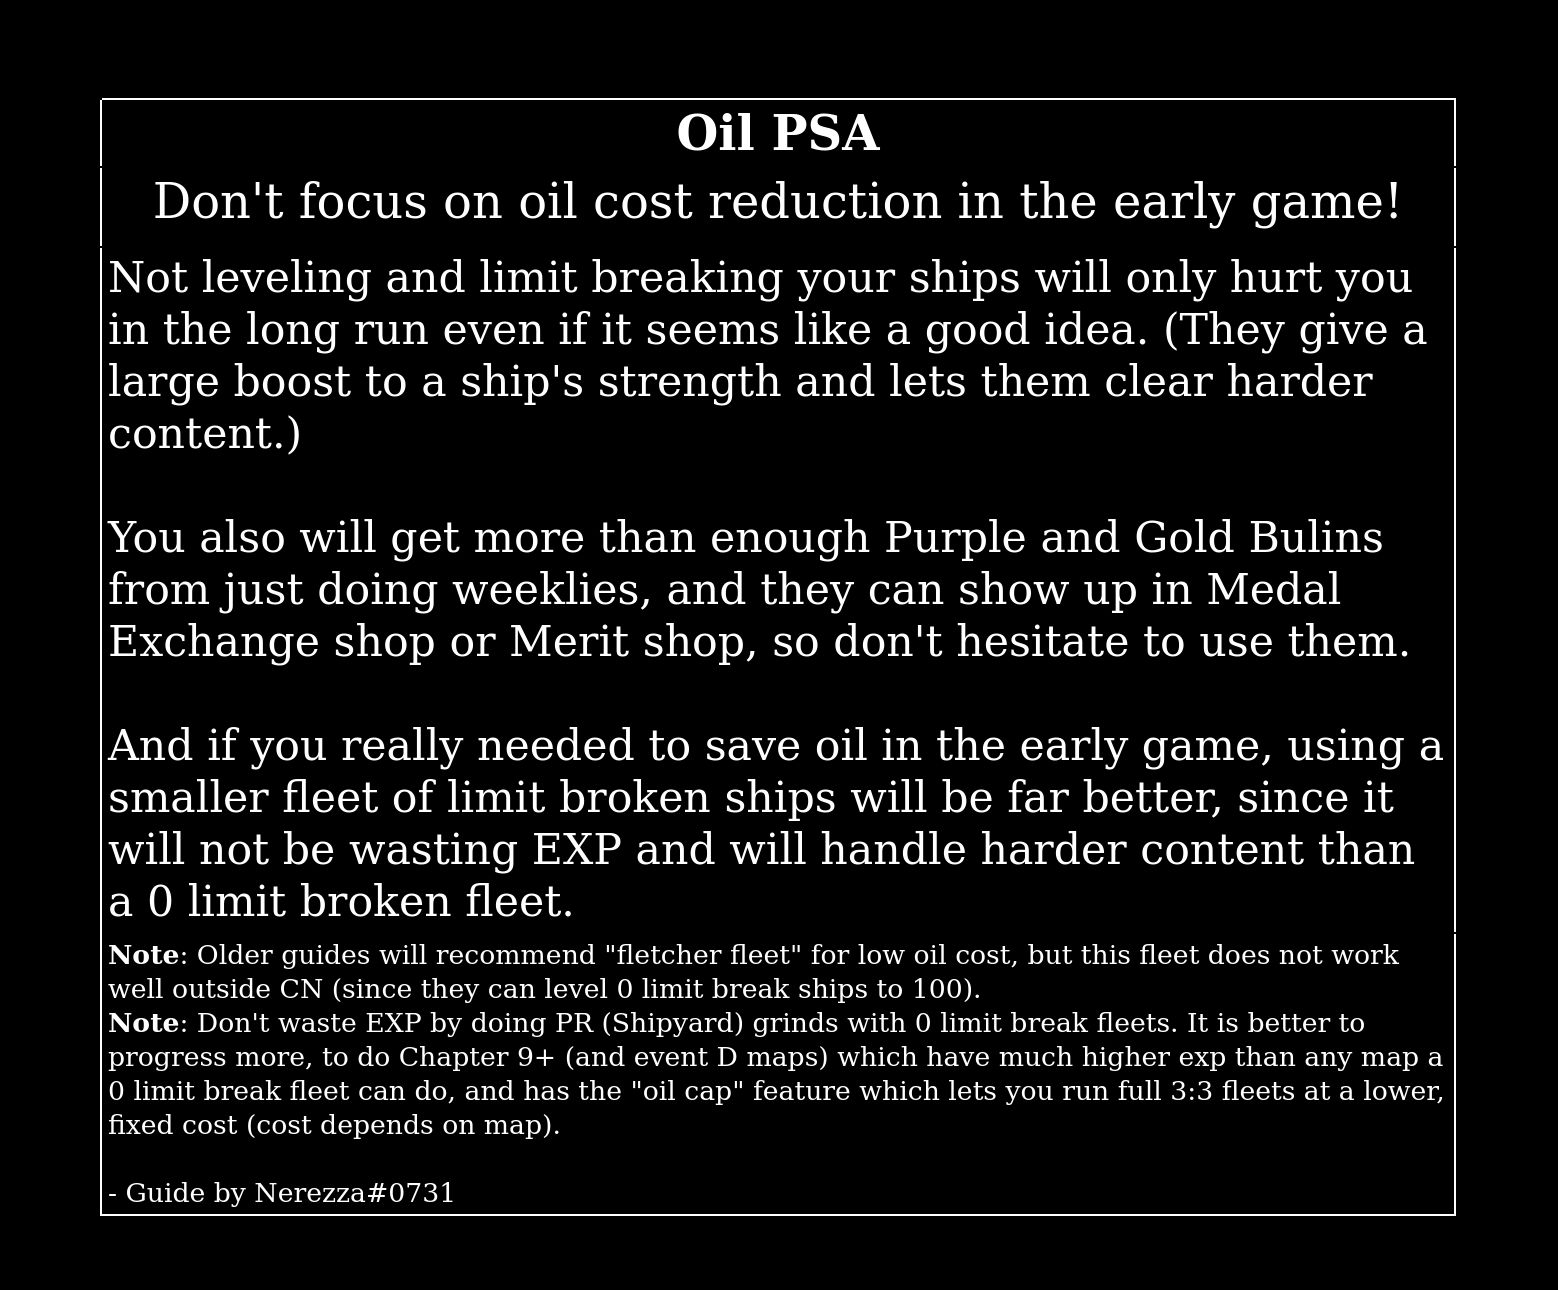 Oil PSA
Don't focus on oil cost reduction in the early game!
Not leveling and limit breaking your ships will only hurt you
in the long run even if it seems like a good idea. (They give a
large boost to a ship's strength and lets them clear harder
content.)
You also will get more than enough Purple and Gold Bulins
from just doing weeklies, and they can show up in Medal
Exchange shop or Merit shop, so don't hesitate to use them.
And if you really needed to save oil in the early game, using a
smaller fleet of limit broken ships will be far better, since it
will not be wasting EXP and will handle harder content than
a 0 limit broken fleet.
Note: Older guides will recommend "fletcher fleet" for low oil cost, but this fleet does not work
well outside CN (since they can level 0 limit break ships to 100).
Note: Don't waste EXP by doing PR (Shipyard) grinds with 0 limit break fleets. It is better to
progress more, to do Chapter 9+ (and event D maps) which have much higher exp than any map a
0 limit break fleet can do, and has the "oil cap" feature which lets you run full 3:3 fleets at a lower,
fixed cost (cost depends on map).
- Guide by Nerezza#0731